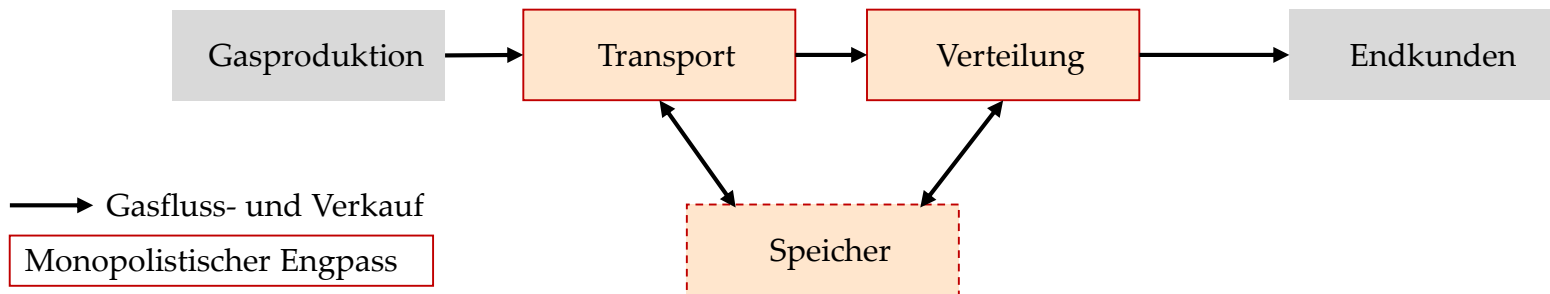 Gasproduktion
Transport
Verteilung
Endkunden
Gasfluss- und Verkauf
Speicher
Monopolistischer Engpass